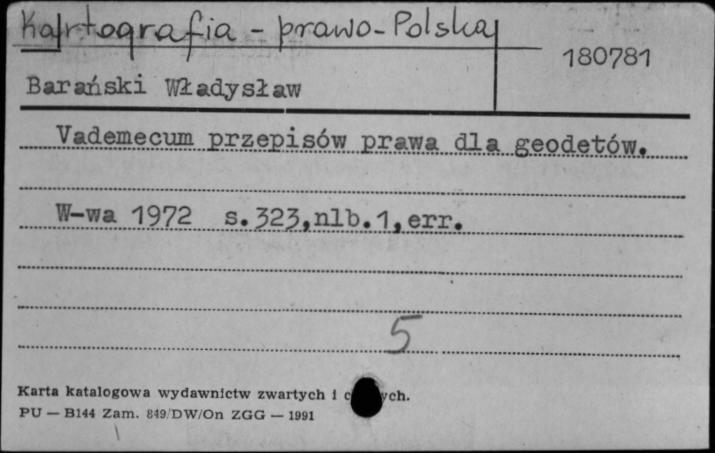 Kartografia - prawo - Polska
180781
Barański Władysław
Vademecum przepisów prawa dla geodetów.
W-wa 1972 s.323,nlb.1,err.
5
Karta katalogowa wydawnictw zwartych i
PU — B144 Zam. 849/DW/On ZGG — 1991